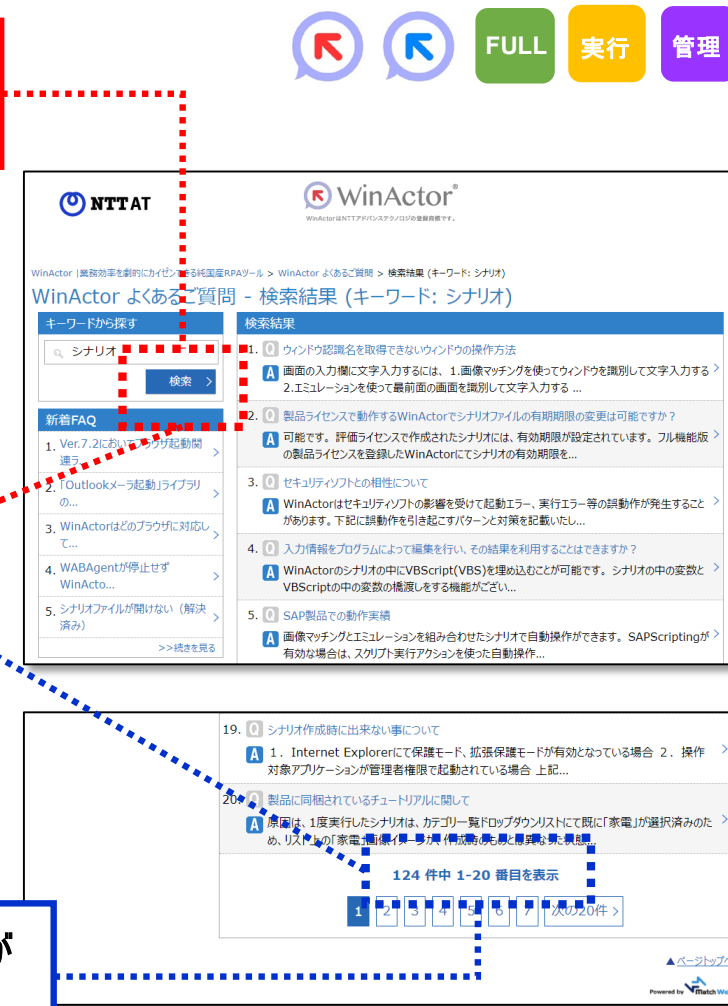 FULL
実行
管理
NTT AT
WinActor®
WinActorはNTTアドバンステクノロジの登録商標です。
WinActor |業務効率を劇的にカイゼンできる純国産RPAツール > WinActor よくあるご質問 > 検索結果 (キーワード: シナリオ)
WinActor よくあるご質問 - 検索結果 (キーワード: シナリオ)
キーワードから探す
シナリオ
検索 >
新着FAQ
1. Ver.7.2においてブラウザ起動関連ラ...
2. 「Outlookメーラ起動」ライブラリの...
3. WinActorはどのブラウザに対応して...
4. WABAgentが停止せず
WinActo...
5. シナリオファイルが開けない（解決
済み）
>>続きを見る
検索結果
1. Q ウィンドウ認識名を取得できないウィンドウの操作方法
A 画面の入力欄に文字入力するには、1.画像マッチングを使ってウィンドウを識別して文字入力する
2.エミュレーションを使って最前面の画面を識別して文字入力する ...
2. Q 製品ライセンスで動作するWinActorでシナリオファイルの有期期限の変更は可能ですか？
A 可能です。評価ライセンスで作成されたシナリオには、有効期限が設定されています。フル機能版
の製品ライセンスを登録したWinActorにてシナリオの有効期限を...
3. Q セキュリティソフトとの相性について
A WinActorはセキュリティソフトの影響を受けて起動エラー、実行エラー等の誤動作が発生すること
があります。下記に誤動作を引き起こすパターンと対策を記載いたし...
4. Q 入力情報をプログラムによって編集を行い、その結果を利用することはできますか？
A WinActorのシナリオの中にVBScript(VBS)を埋め込むことが可能です。シナリオの中の変数と
VBScriptの中の変数の橋渡しをする機能がござい...
5. Q SAP製品での動作実績
A 画像マッチングとエミュレーションを組み合わせたシナリオで自動操作ができます。SAPScriptingが
有効な場合は、スクリプト実行アクションを使った自動操作...
19. Q シナリオ作成時に出来ない事について
A １．Internet Explorerにて保護モード、拡張保護モードが有効となっている場合 ２．操作
対象アプリケーションが管理者権限で起動されている場合 上記...
20. Q 製品に同梱されているチュートリアルに関して
A 原因は、1度実行したシナリオは、カテゴリ一覧ドロップダウンリストにて既に「家電」が選択済みのた
め、リスト上の「家電」画像イメージが、作成時のものとは異なった状態...
124 件中 1-20 番目を表示
1 2 3 4 5 6 7 次の20件 >
が
▲ページトップへ
Powered by Match We